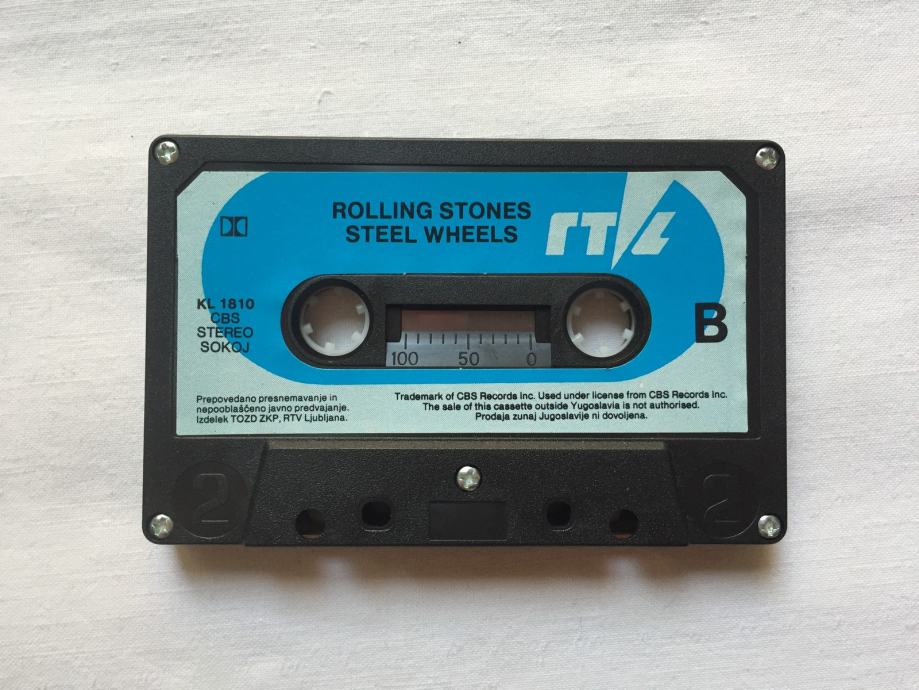 ROLLING STONES
STEEL WHEELS
RTVL
KL 1810
CBS
STEREO
SOKOJ
B
100 50 0
Prepovedano presnemavanje in
nepooblaščeno javno predvajanje.
Izdelek TOZD ZKP, RTV Ljubljana.
Trademark of CBS Records Inc. Used under license from CBS Records Inc.
The sale of this cassette outside Yugoslavia is not authorised.
Prodaja zunaj Jugoslavije ni dovoljena.
2 2